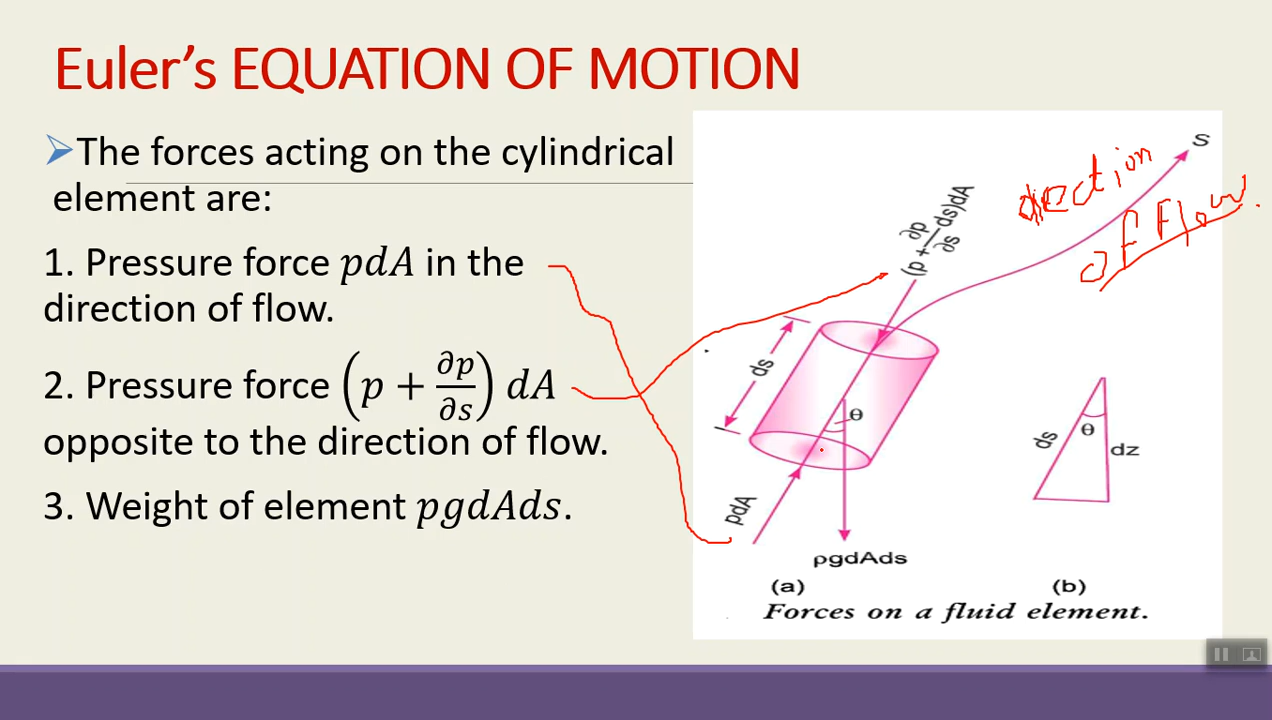 Euler's EQUATION OF MOTION
The forces acting on the cylindrical
element are:
1. Pressure force pdA in the
direction of flow.
2. Pressure force (p + ∂p/∂s) dA
opposite to the direction of flow.
3. Weight of element pgdAds.
S
direction
of Flow.
(p + ∂p/∂s ds)dA
ds
θ
pdA
ρgdAds
ds
θ
dz
(a)
(b)
Forces on a fluid element.